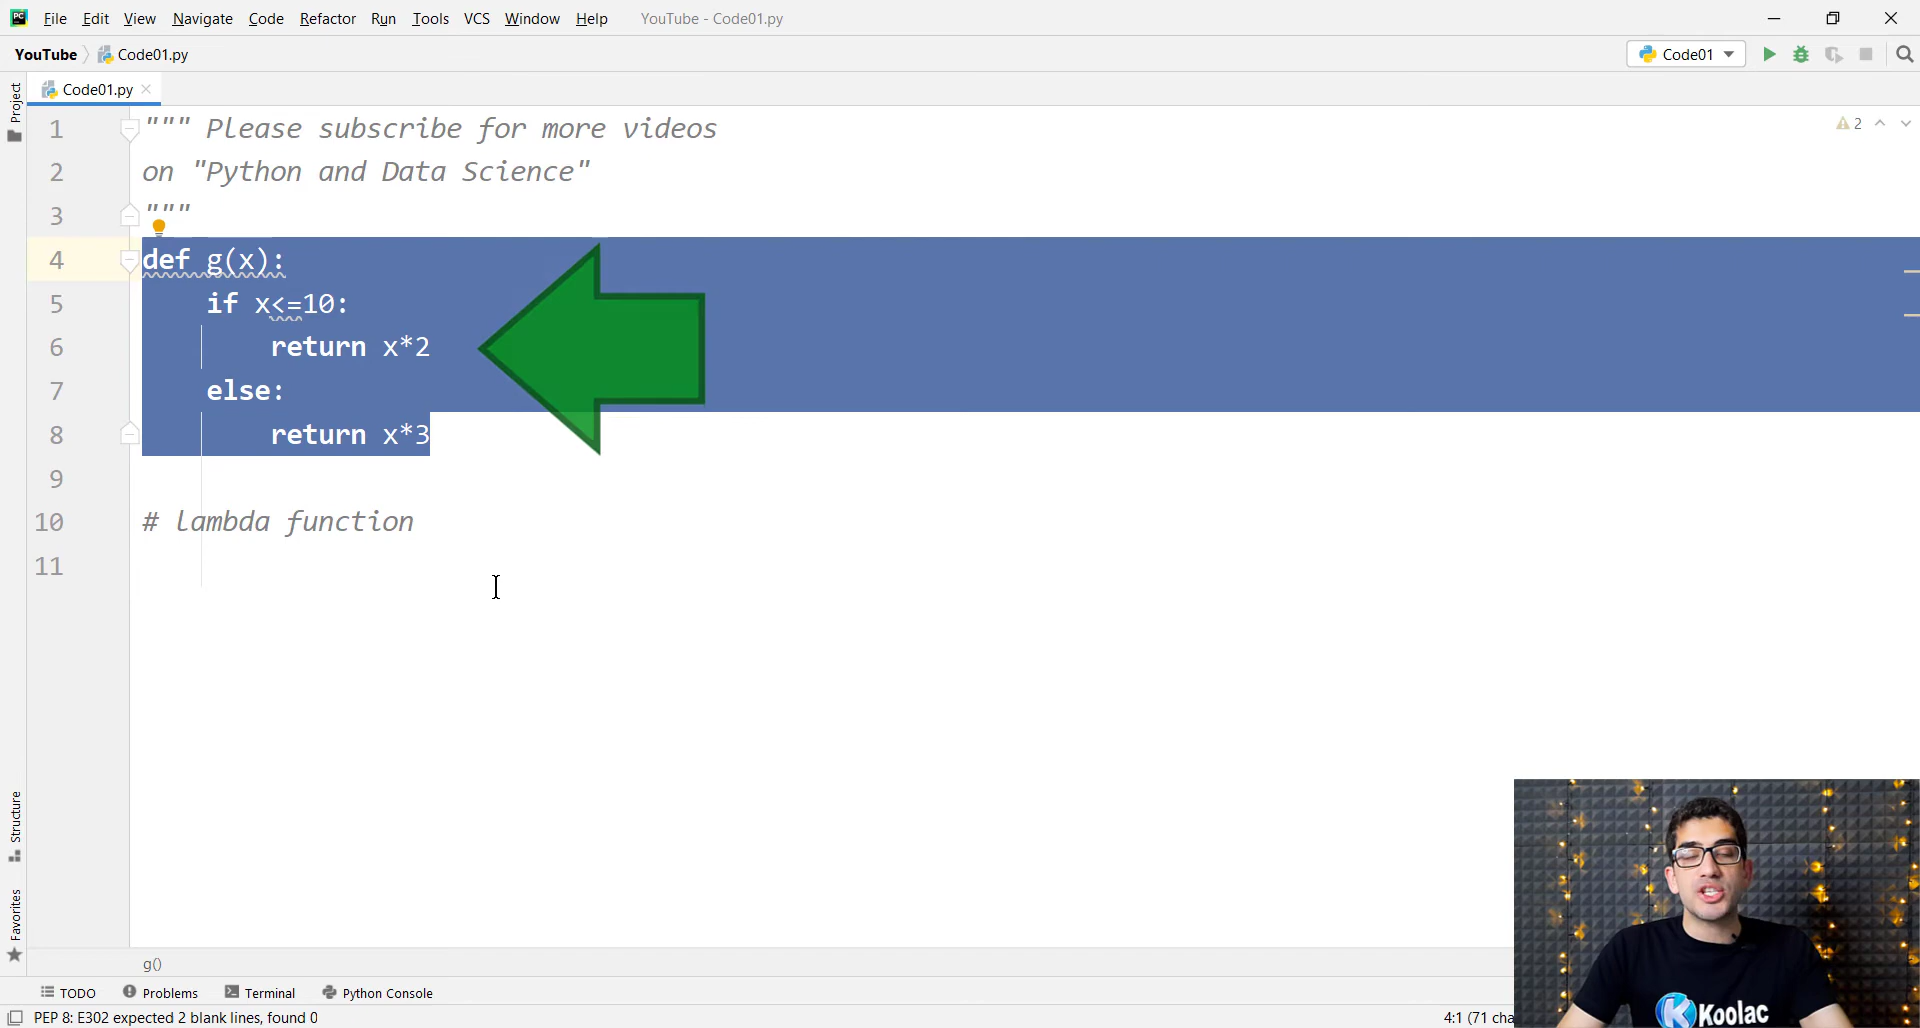 PC File Edit View Navigate Code Refactor Run Tools VCS Window Help YouTube - Code01.py
YouTube Code01.py Code01
Project
Code01.py
2
1 """ Please subscribe for more videos
2 on "Python and Data Science"
3 """
4 def g(x):
5 if x<=10:
6 return x*2
7 else:
8 return x*3
9
10 # lambda function
11
Structure
Favorites
g()
TODO Problems Terminal Python Console
PEP 8: E302 expected 2 blank lines, found 0 4:1 (71 cha
Koolac